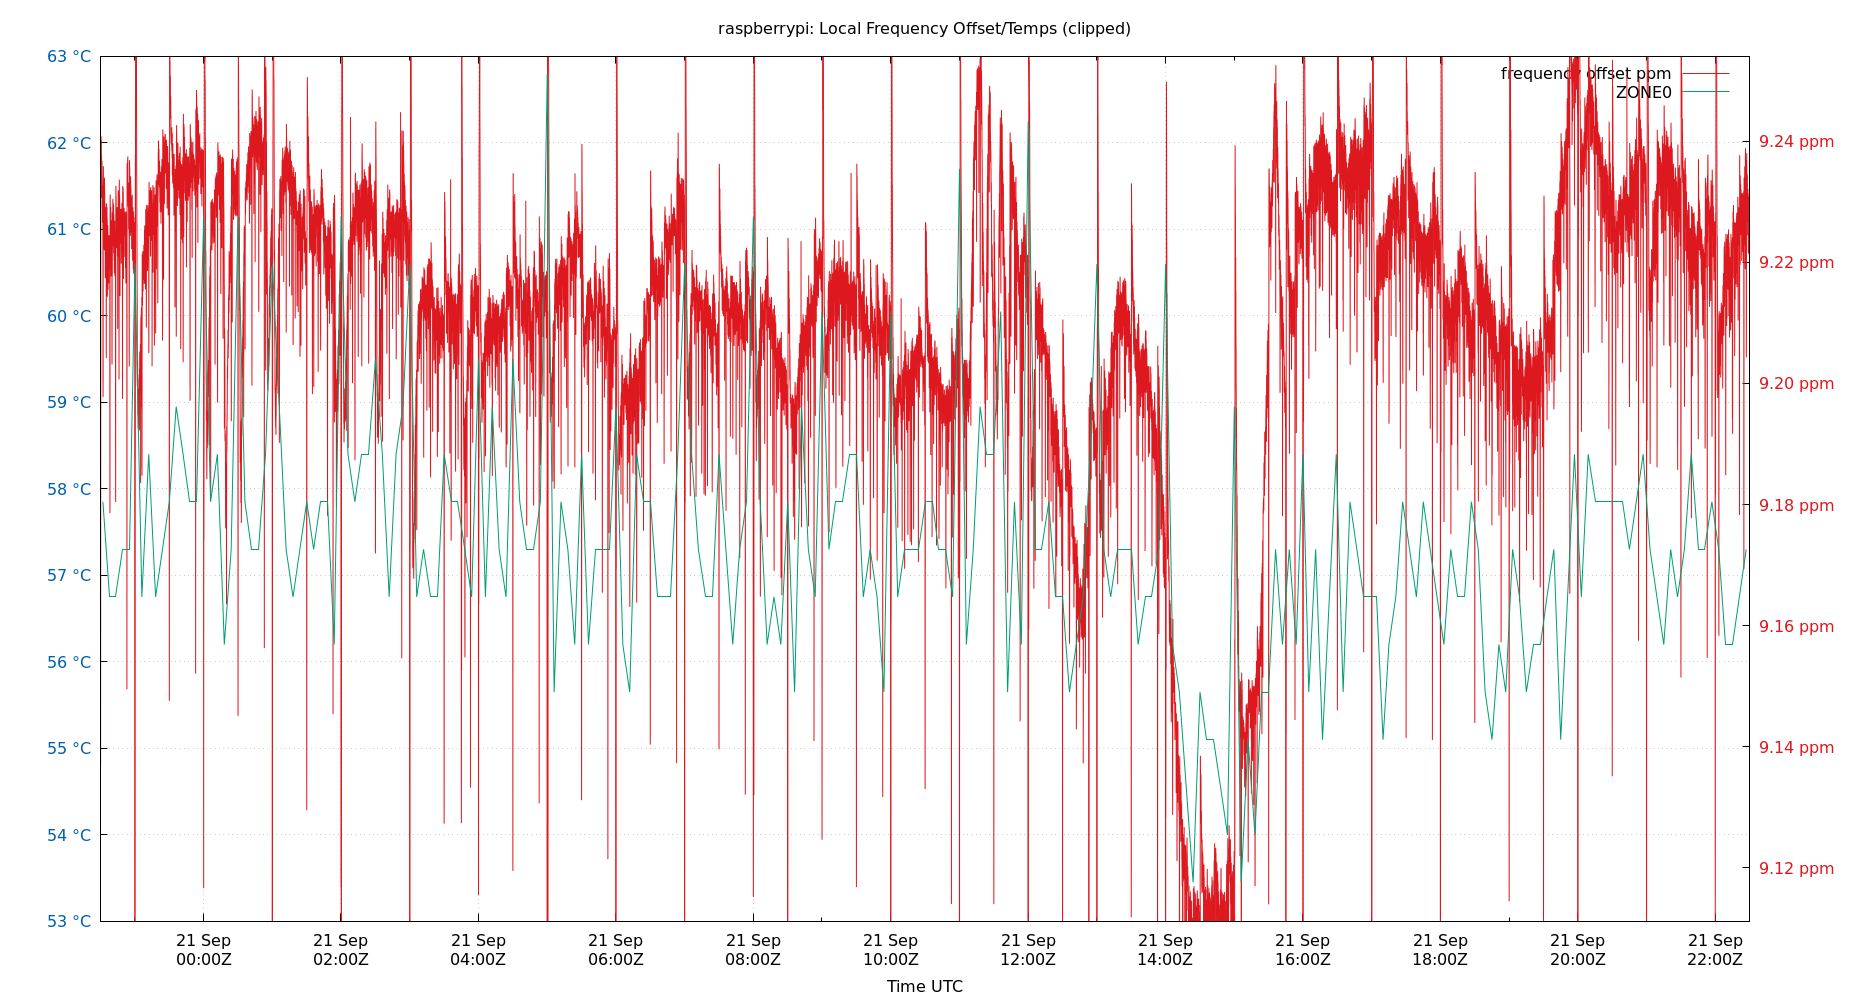 raspberrypi: Local Frequency Offset/Temps (clipped)
63 °C
62 °C
61 °C
60 °C
59 °C
58 °C
57 °C
56 °C
55 °C
54 °C
53 °C
frequency offset ppm
ZONE0
9.24 ppm
9.22 ppm
9.20 ppm
9.18 ppm
9.16 ppm
9.14 ppm
9.12 ppm
21 Sep 21 Sep 21 Sep 21 Sep 21 Sep 21 Sep 21 Sep 21 Sep 21 Sep 21 Sep 21 Sep 21 Sep
00:00Z 02:00Z 04:00Z 06:00Z 08:00Z 10:00Z 12:00Z 14:00Z 16:00Z 18:00Z 20:00Z 22:00Z
Time UTC